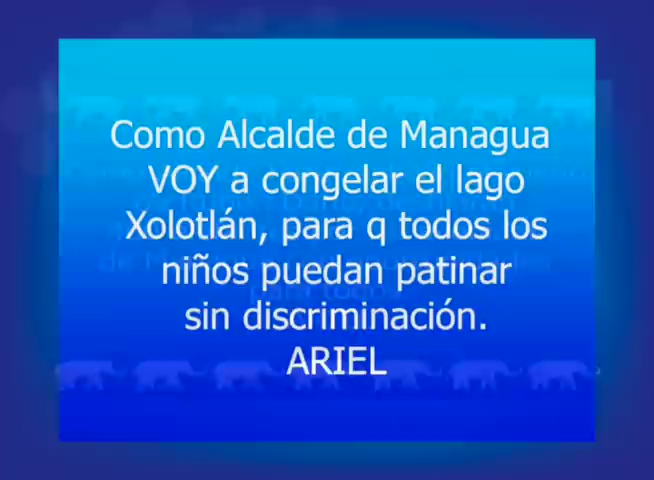 Como Alcalde de Managua
VOY a congelar el lago
Xolotlán, para q todos los
niños puedan patinar
sin discriminación.
ARIEL